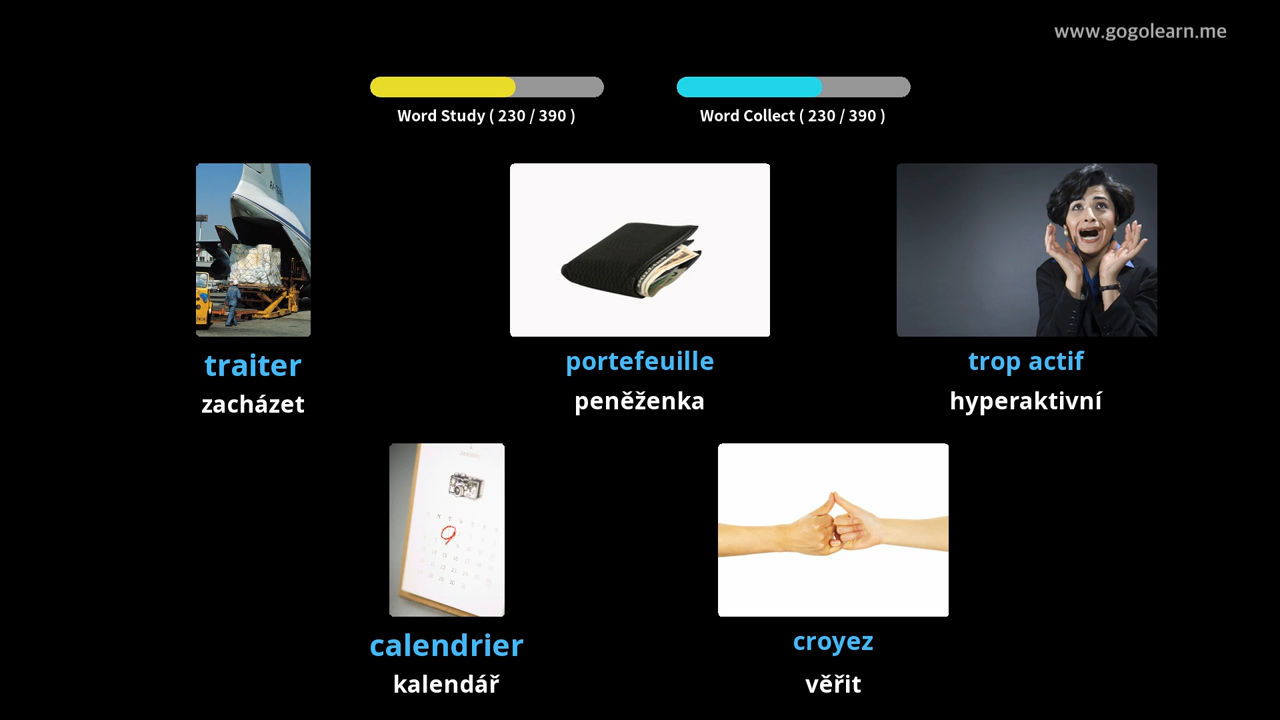 www.gogolearn.me
Word Study ( 230 / 390 )
Word Collect ( 230 / 390 )
traiter
zacházet
portefeuille
peněženka
trop actif
hyperaktivní
calendrier
kalendář
croyez
věřit